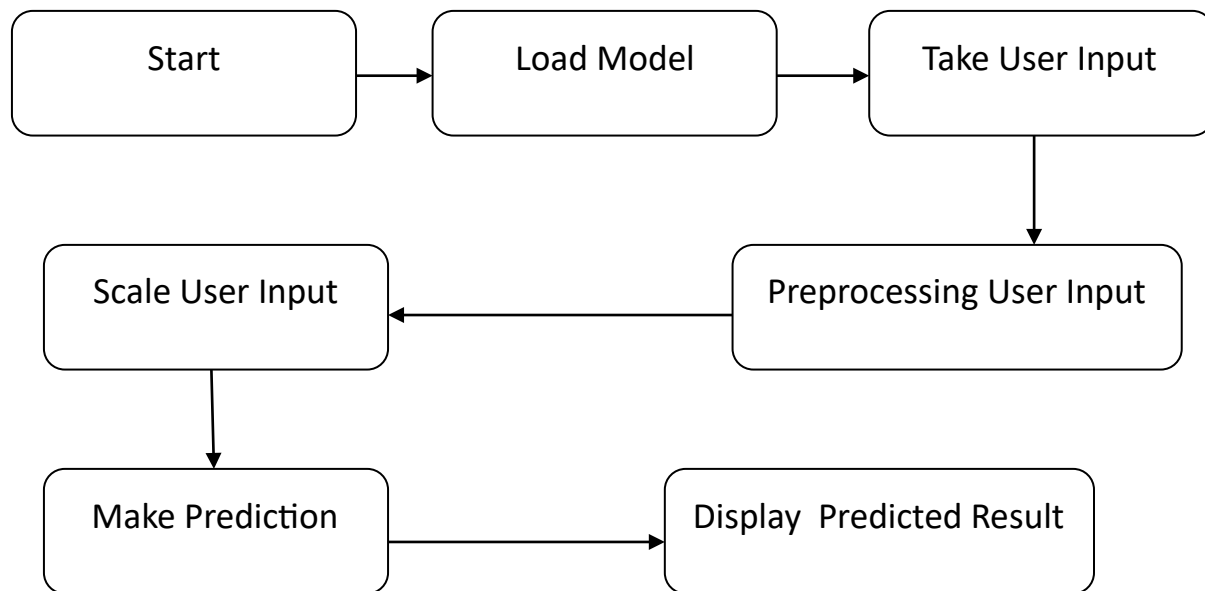 Start
Load Model
Take User Input
Preprocessing User Input
Scale User Input
Make Prediction
Display  Predicted Result